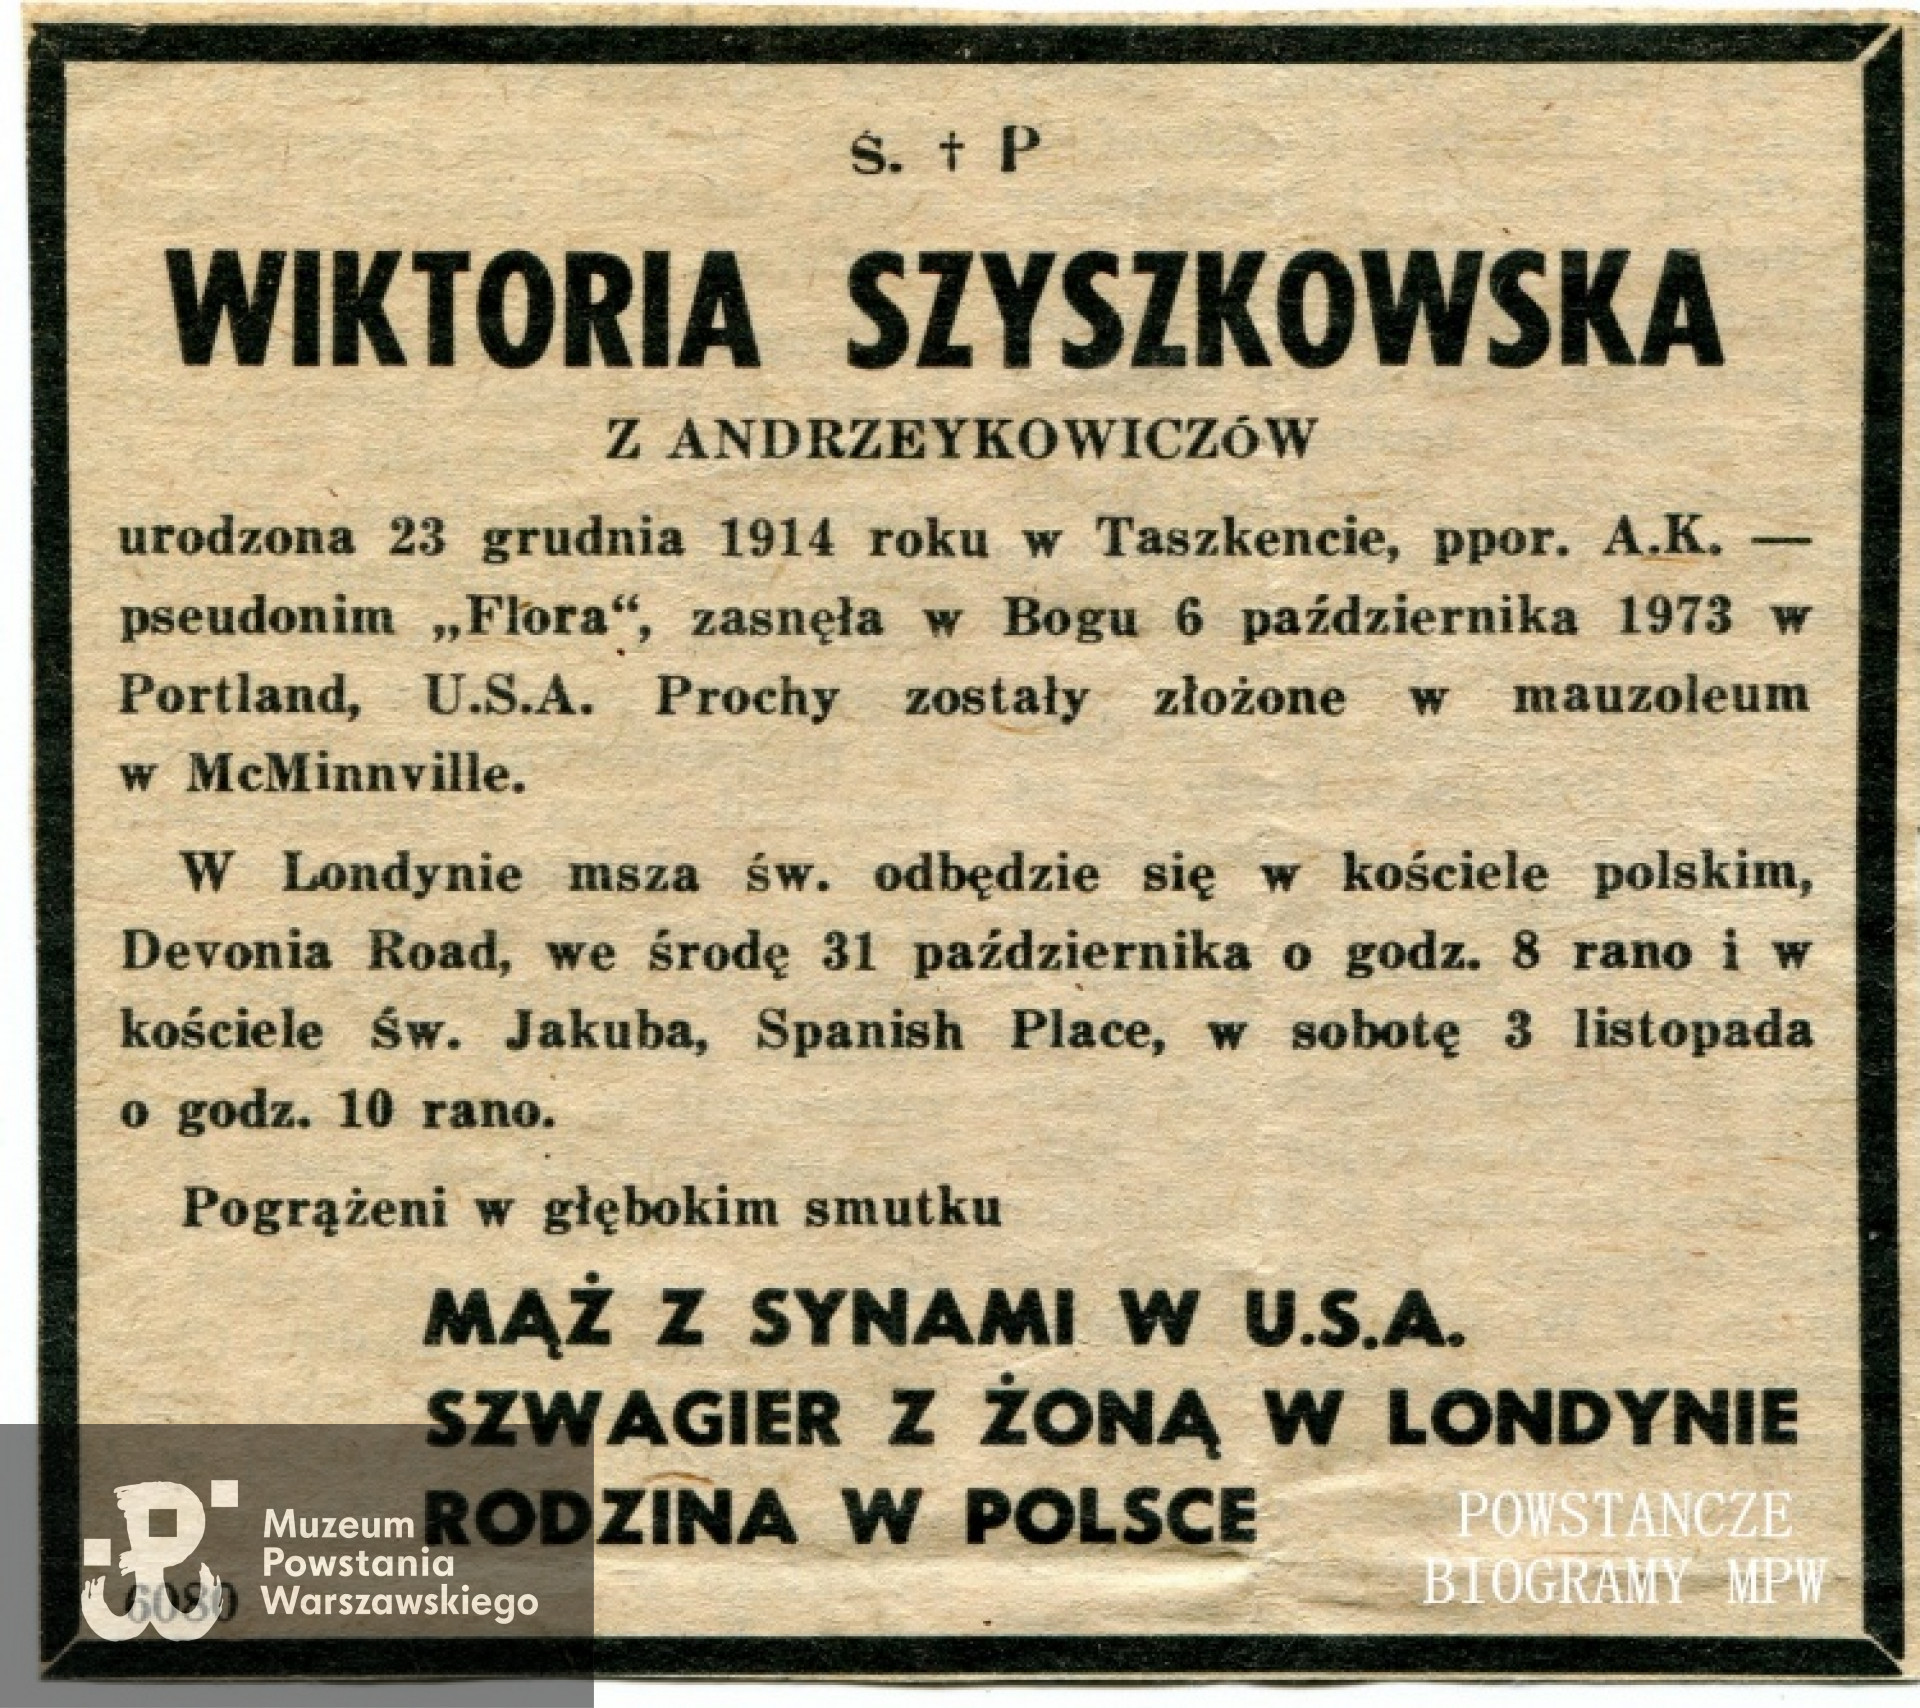 Ś. † P
WIKTORIA SZYSZKOWSKA
Z ANDRZEYKOWICZÓW
urodzona 23 grudnia 1914 roku w Taszkencie, ppor. A.K. —
pseudonim „Flora“, zasnęła w Bogu 6 października 1973 w
Portland, U.S.A. Prochy zostały złożone w mauzoleum
w McMinnville.
W Londynie msza św. odbędzie się w kościele polskim,
Devonia Road, we środę 31 października o godz. 8 rano i w
kościele Św. Jakuba, Spanish Place, w sobotę 3 listopada
o godz. 10 rano.
Pogrążeni w głębokim smutku
MĄŻ Z SYNAMI W U.S.A.
SZWAGIER Z ŻONĄ W LONDYNIE
RODZINA W POLSCE
6080
Muzeum
Powstania
Warszawskiego
POWSTANCZE
BIOGRAMY MPW